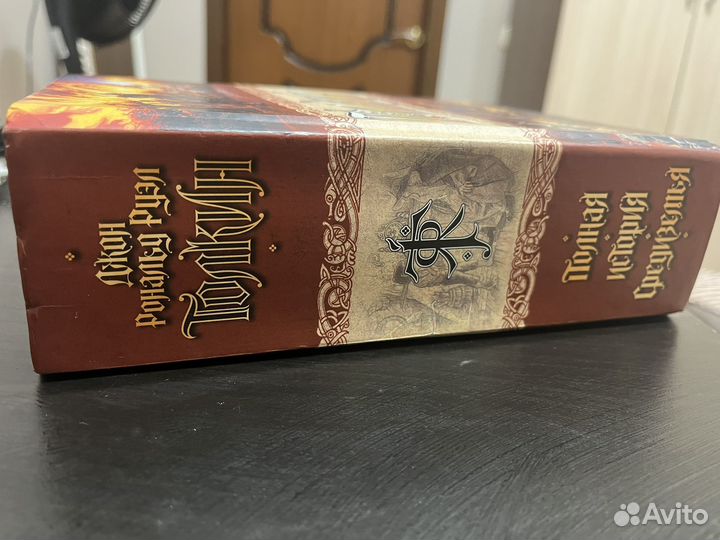 Джон
Рональд Руэл
Толкин
Полная
история
Средиземья
Avito